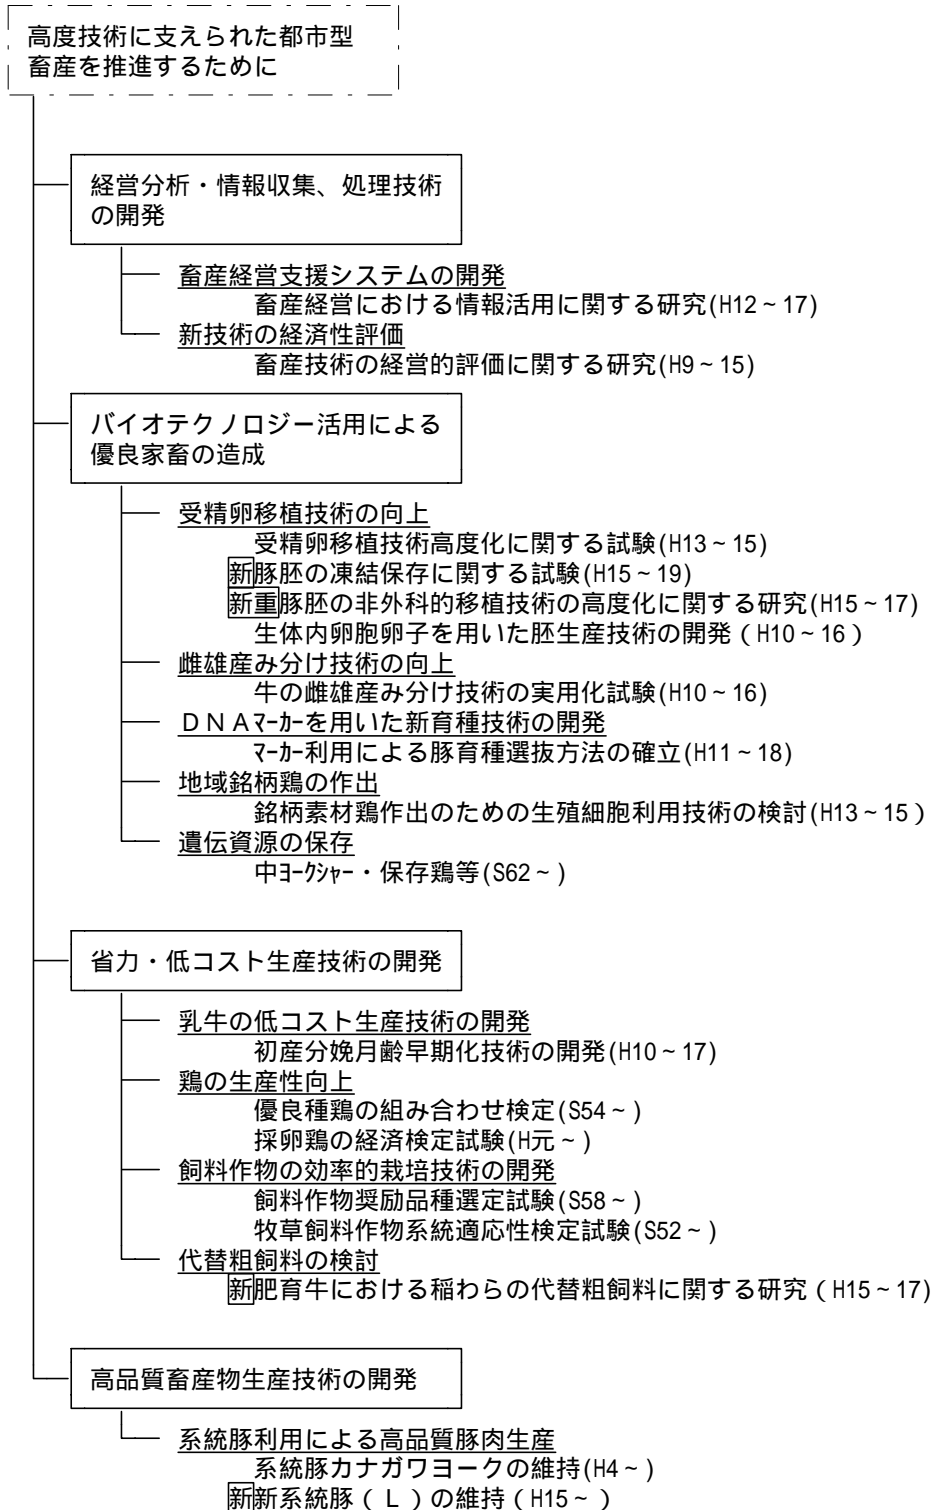 高度技術に支えられた都市型
畜産を推進するために
経営分析・情報収集、処理技術
の開発
畜産経営支援システムの開発
畜産経営における情報活用に関する研究(H12~17)
新技術の経済性評価
畜産技術の経営的評価に関する研究(H9~15)
バイオテクノロジー活用による
優良家畜の造成
受精卵移植技術の向上
受精卵移植技術高度化に関する試験(H13~15)
新豚胚の凍結保存に関する試験(H15~19)
新重豚胚の非外科的移植技術の高度化に関する研究(H15~17)
生体内卵胞卵子を用いた胚生産技術の開発(H10~16)
雌雄産み分け技術の向上
牛の雌雄産み分け技術の実用化試験(H10~16)
DNAマーカーを用いた新育種技術の開発
マーカー利用による豚育種選抜方法の確立(H11~18)
地域銘柄鶏の作出
銘柄素材鶏作出のための生殖細胞利用技術の検討(H13~15)
遺伝資源の保存
中ヨークシャー・保存鶏等(S62~)
省力・低コスト生産技術の開発
乳牛の低コスト生産技術の開発
初産分娩月齢早期化技術の開発(H10~17)
鶏の生産性向上
優良種鶏の組み合わせ検定(S54~)
採卵鶏の経済検定試験(H元~)
飼料作物の効率的栽培技術の開発
飼料作物奨励品種選定試験(S58~)
牧草飼料作物系統適応性検定試験(S52~)
代替粗飼料の検討
新肥育牛における稲わらの代替粗飼料に関する研究(H15~17)
高品質畜産物生産技術の開発
系統豚利用による高品質豚肉生産
系統豚カナガワヨークの維持(H4~)
新新系統豚(L)の維持(H15~)